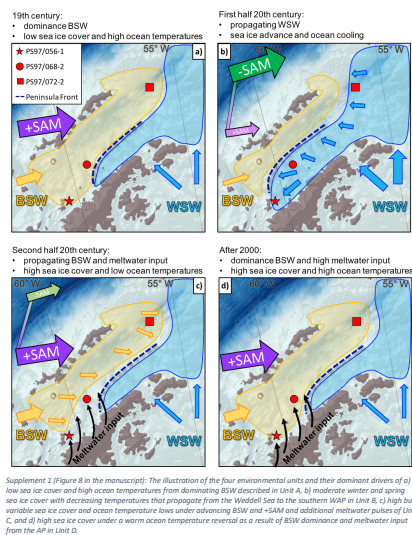 19th century:
• dominance BSW
• low sea ice cover and high ocean temperatures
55° W
a)
PS97/056-1
PS97/068-2
PS97/072-2
Peninsula Front
+SAM
BSW
WSW
First half 20th century:
• propagating WSW
• sea ice advance and ocean cooling
55° W
b)
-SAM
+SAM
BSW
WSW
Second half 20th century:
• propagating BSW and meltwater input
• high sea ice cover and low ocean temperatures
60° W
55° W
c)
+SAM
BSW
WSW
Meltwater input
After 2000:
• dominance BSW and high meltwater input
• high sea ice cover and high ocean temperatures
60° W
55° W
d)
+SAM
BSW
WSW
Meltwater input
Supplement 1 (Figure 8 in the manuscript): The illustration of the four environmental units and their dominant drivers of a)
low sea ice cover and high ocean temperatures from dominating BSW described in Unit A, b) moderate winter and spring
sea ice cover with decreasing temperatures that propagate from the Weddell Sea to the southern WAP in Unit B, c) high bu
variable sea ice cover and ocean temperature lows under advancing BSW and +SAM and additional meltwater pulses of Un
C, and d) high sea ice cover under a warm ocean temperature reversal as a result of BSW dominance and meltwater input
from the AP in Unit D.